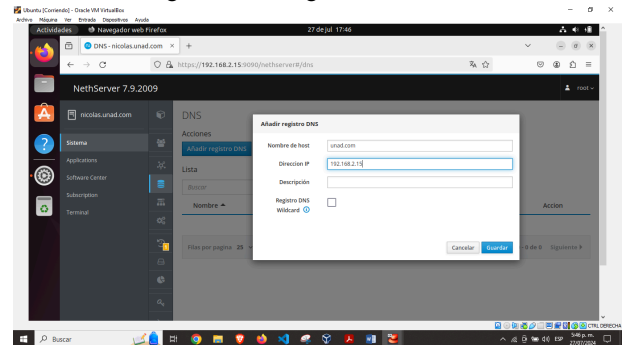 Ubuntu [Corriendo] - Oracle VM VirtualBox
Archivo Máquina Ver Entrada Dispositivos Ayuda
Actividades Navegador web Firefox 27 de jul 17:46
DNS - nicolas.unad.com × +
https://192.168.2.15:9090/nethserver#/dns
NethServer 7.9.2009 root
nicolas.unad.com
Sistema
Applications
Software Center
Subscription
Terminal
DNS
Acciones
Añadir registro DNS
Lista
Buscar
Nombre Accion
Filas por pagina 25 0 de 0 Siguiente
Añadir registro DNS
Nombre de host unad.com
Direccion IP 192.168.2.15
Descripción
Registro DNS
Wildcard
Cancelar Guardar
CTRL DERECHA
Buscar ESP 5:46 p. m.
27/07/2024